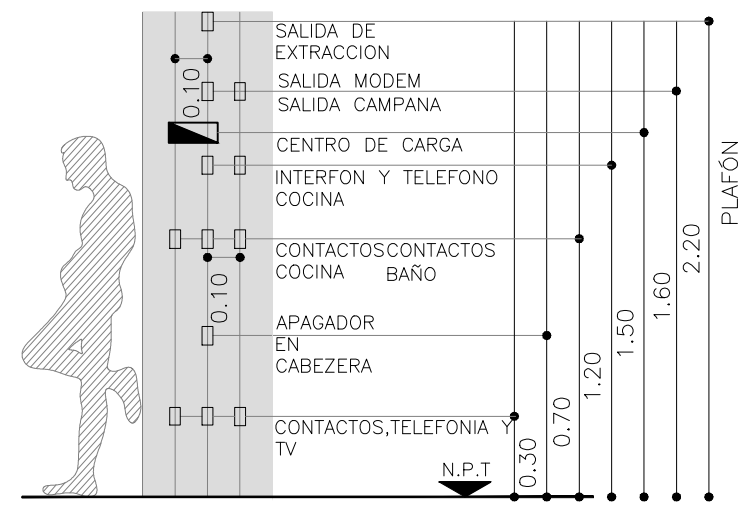 SALIDA DE
EXTRACCION
0.10
SALIDA MODEM
SALIDA CAMPANA
CENTRO DE CARGA
INTERFON Y TELEFONO
COCINA
CONTACTOS
COCINA
CONTACTOS
BAÑO
0.10
APAGADOR
EN
CABEZERA
CONTACTOS,TELEFONIA Y
TV
N.P.T
0.30
0.70
1.20
1.50
1.60
2.20
PLAFÓN